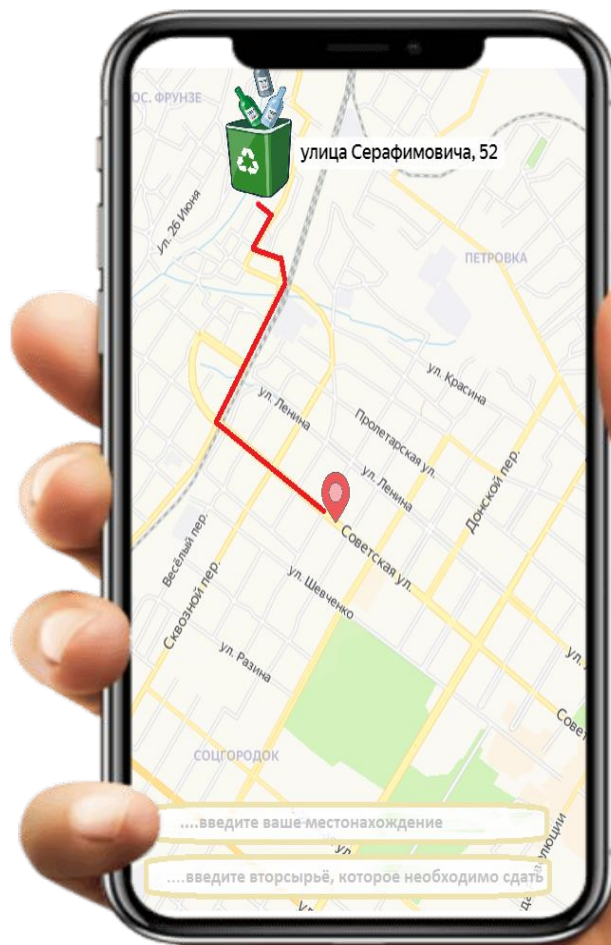 ОС. ФРУНЗЕ
улица Серафимовича, 52
Ул. 26 Июня
ПЕТРОВКА
ул. Красина
ул. Ленина
Пролетарская ул.
ул. Ленина
Донской пер.
Весёлый пер.
Советская ул.
Сквозной пер.
ул. Шевченко
ул. Разина
ул.
Совет
СОЦГОРОДОК
....введите ваше местонахождение
....введите вторсырьё, которое необходимо сдать